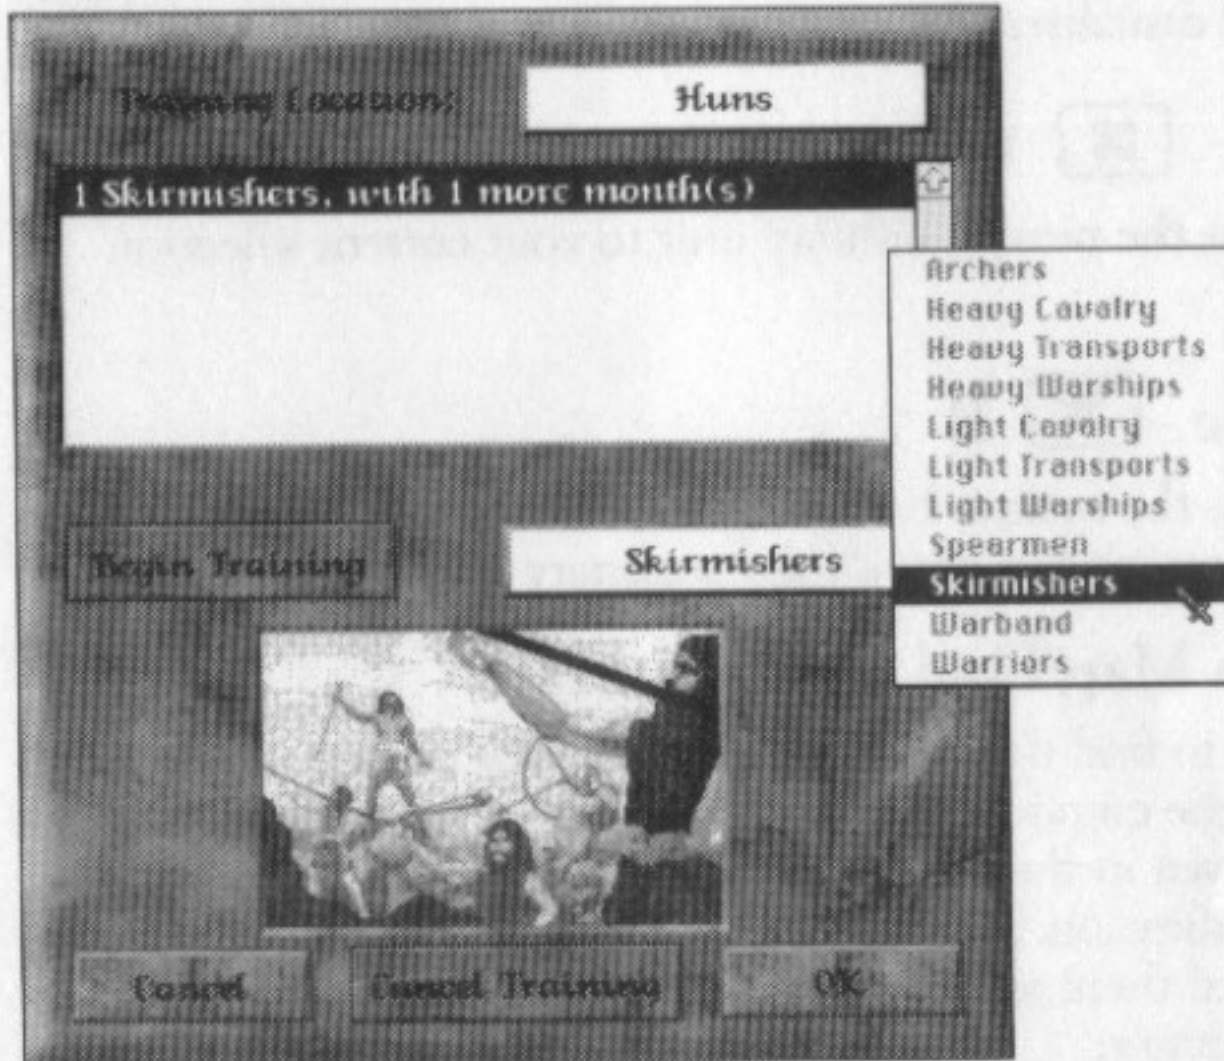 Training Location:
Huns
1 Skirmishers, with 1 more month(s)
Archers
Heavy Cavalry
Heavy Transports
Heavy Warships
Light Cavalry
Light Transports
Light Warships
Spearmen
Skirmishers
Warband
Warriors
Begin Training
Skirmishers
Cancel
Cancel Training
OK